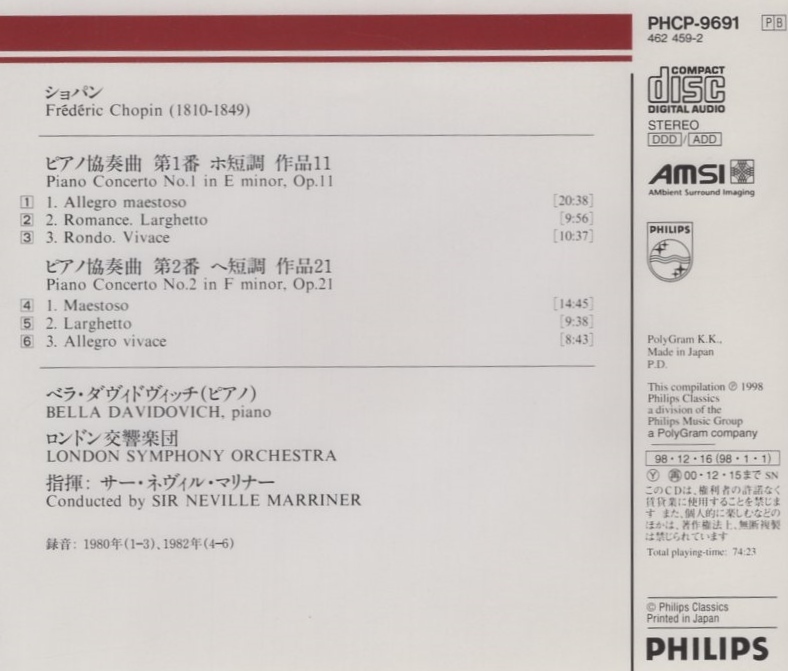 ショパン
Frédéric Chopin (1810-1849)
ピアノ協奏曲 第1番 ホ短調 作品11
Piano Concerto No.1 in E minor, Op.11
1 1. Allegro maestoso [20:38]
2 2. Romance. Larghetto [9:56]
3 3. Rondo. Vivace [10:37]
ピアノ協奏曲 第2番 ヘ短調 作品21
Piano Concerto No.2 in F minor, Op.21
4 1. Maestoso [14:45]
5 2. Larghetto [9:38]
6 3. Allegro vivace [8:43]
ベラ・ダヴィドヴィッチ(ピアノ)
BELLA DAVIDOVICH, piano
ロンドン交響楽団
LONDON SYMPHONY ORCHESTRA
指揮: サー・ネヴィル・マリナー
Conducted by SIR NEVILLE MARRINER
録音: 1980年(1-3)、1982年(4-6)
PHCP-9691 PB
462 459-2
COMPACT
disc
DIGITAL AUDIO
STEREO
DDD/ADD
AMSI
AMbient Surround Imaging
PHILIPS
PolyGram K.K.,
Made in Japan
P.D.
This compilation ℗ 1998
Philips Classics
a division of the
Philips Music Group
a PolyGram company
98・12・16 (98・1・1)
Ⓨ 再 00・12・15まで SN
このCDは、権利者の許諾なく
賃貸業に使用することを禁じま
す また、個人的に楽しむなどの
ほかは、著作権法上、無断複製
は禁じられています
Total playing-time: 74:23
© Philips Classics
Printed in Japan
PHILIPS